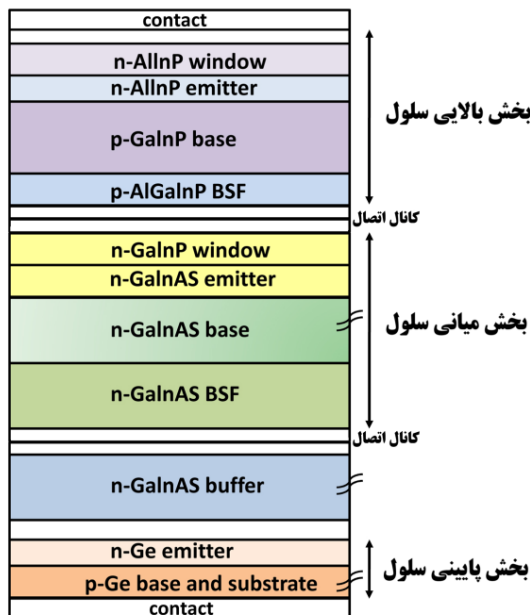 contact
n-AlInP window
n-AlInP emitter
p-GaInP base
p-AlGaInP BSF
بخش بالایی سلول
کانال اتصال
n-GaInP window
n-GaInAS emitter
n-GaInAS base
n-GaInAS BSF
بخش میانی سلول
کانال اتصال
n-GaInAS buffer
n-Ge emitter
p-Ge base and substrate
بخش پایینی سلول
contact